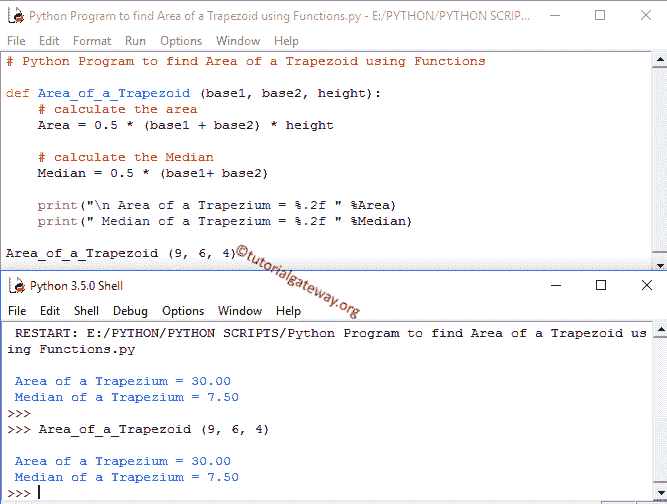 Python Program to find Area of a Trapezoid using Functions.py - E:/PYTHON/PYTHON SCRIP...
File Edit Format Run Options Window Help
# Python Program to find Area of a Trapezoid using Functions
def Area_of_a_Trapezoid (base1, base2, height):
# calculate the area
Area = 0.5 * (base1 + base2) * height
# calculate the Median
Median = 0.5 * (base1+ base2)
print("\n Area of a Trapezium = %.2f " %Area)
print(" Median of a Trapezium = %.2f " %Median)
Area_of_a_Trapezoid (9, 6, 4)
©tutorialgateway.org
Python 3.5.0 Shell
File Edit Shell Debug Options Window Help
RESTART: E:/PYTHON/PYTHON SCRIPTS/Python Program to find Area of a Trapezoid us
ing Functions.py
Area of a Trapezium = 30.00
Median of a Trapezium = 7.50
>>>
>>> Area_of_a_Trapezoid (9, 6, 4)
Area of a Trapezium = 30.00
Median of a Trapezium = 7.50
>>>